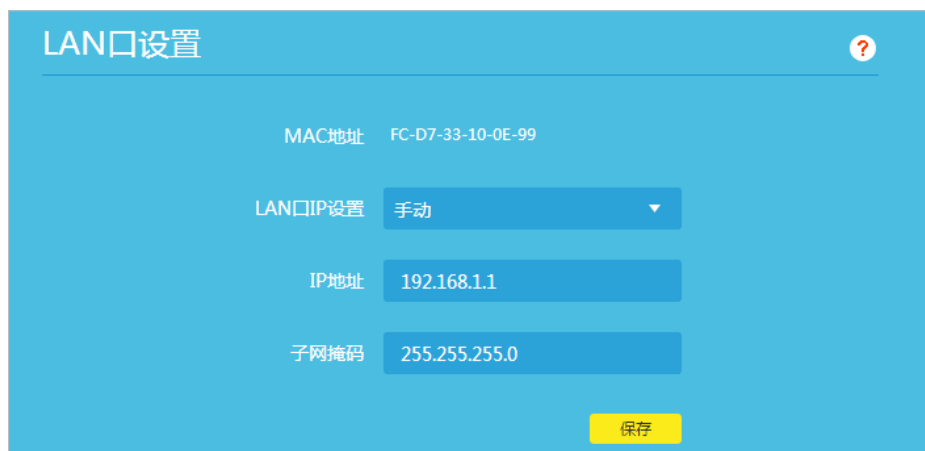 LAN口设置
?
MAC地址 FC-D7-33-10-0E-99
LAN口IP设置 手动
IP地址 192.168.1.1
子网掩码 255.255.255.0
保存